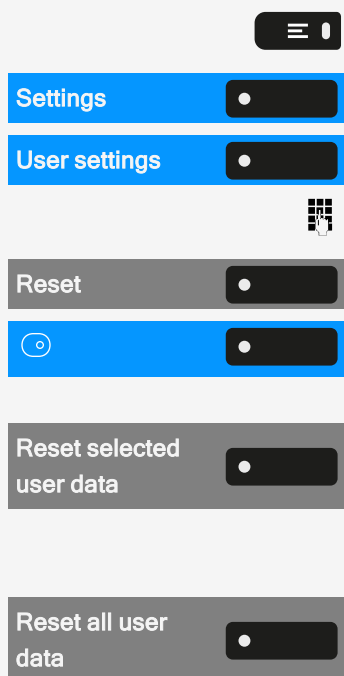 Settings
User settings
Reset
Reset selected
user data
Reset all user
data